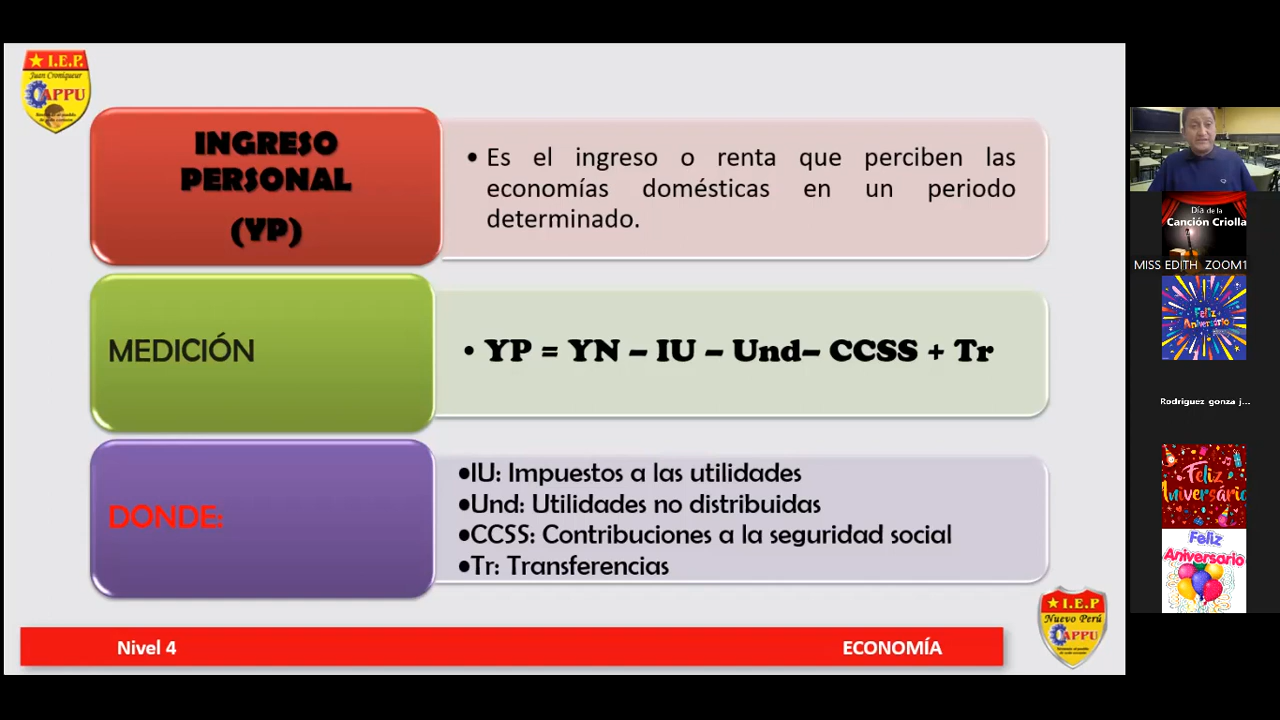 ★ I.E.P.
Juan Croniqueur
CAPPU
INGRESO
PERSONAL
(YP)
• Es el ingreso o renta que perciben las
economías domésticas en un periodo
determinado.
MEDICIÓN
• YP = YN – IU – Und– CCSS + Tr
DONDE:
•IU: Impuestos a las utilidades
•Und: Utilidades no distribuidas
•CCSS: Contribuciones a la seguridad social
•Tr: Transferencias
Nivel 4
ECONOMÍA
★ I.E.P
Nuevo Perú
CAPPU
Día de la
Canción Criolla
MISS EDITH ZOOM1
Feliz
Aniversario
Rodriguez gonza j...
Feliz
Aniversario
Feliz
Aniversario